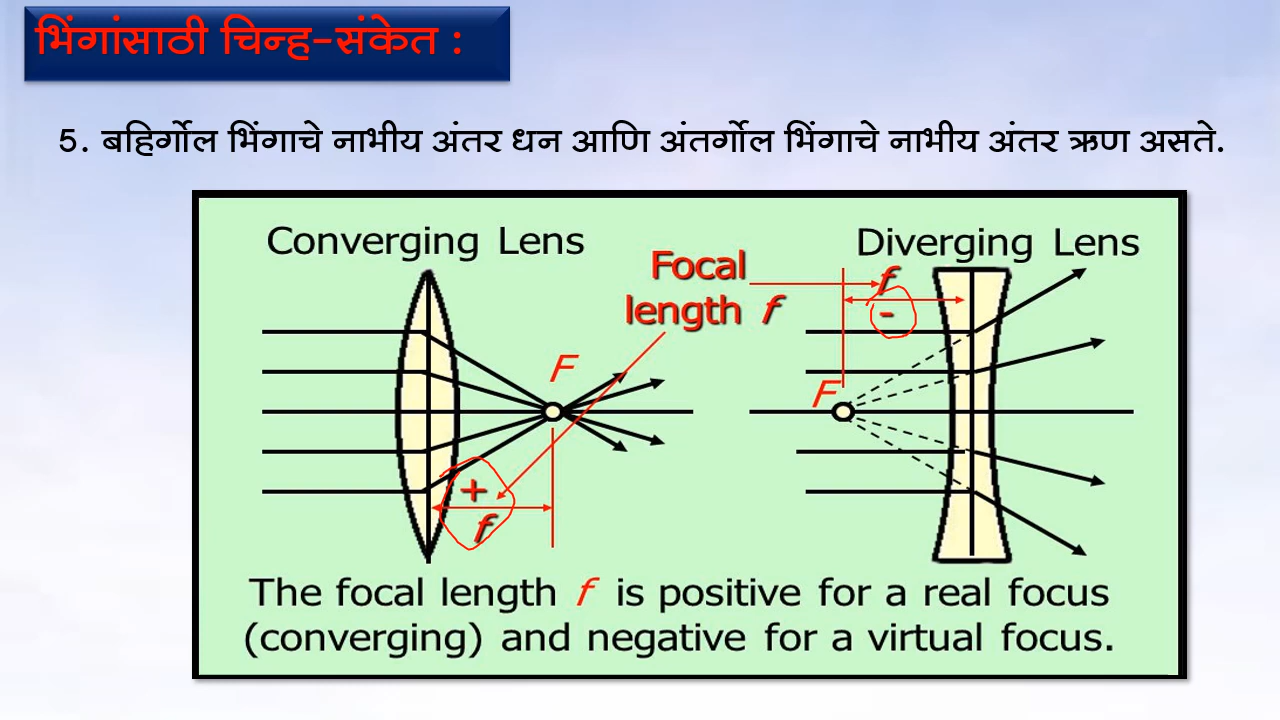 भिंगांसाठी चिन्ह-संकेत :
5. बहिर्गोल भिंगाचे नाभीय अंतर धन आणि अंतर्गोल भिंगाचे नाभीय अंतर ऋण असते.
Converging Lens
Focal
length f
Diverging Lens
f
-
F
F
+
f
The focal length f is positive for a real focus
(converging) and negative for a virtual focus.